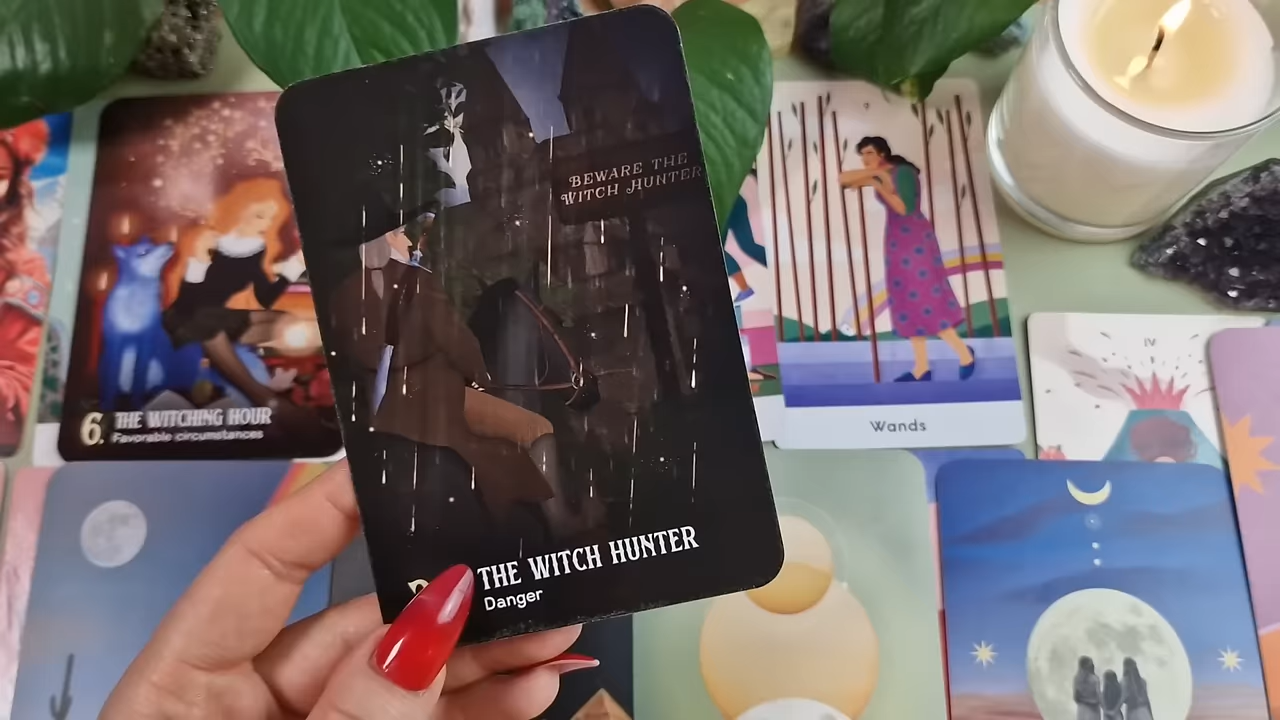 BEWARE THE
WITCH HUNTER
THE WITCH HUNTER
Danger
6. THE WITCHING HOUR
Favorable circumstances
Wands
IV